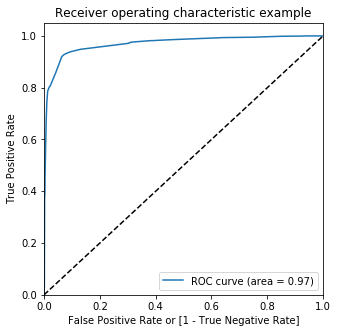 Receiver operating characteristic example
True Positive Rate
1.0
0.8
0.6
0.4
0.2
0.0
ROC curve (area = 0.97)
0.0 0.2 0.4 0.6 0.8 1.0
False Positive Rate or [1 - True Negative Rate]